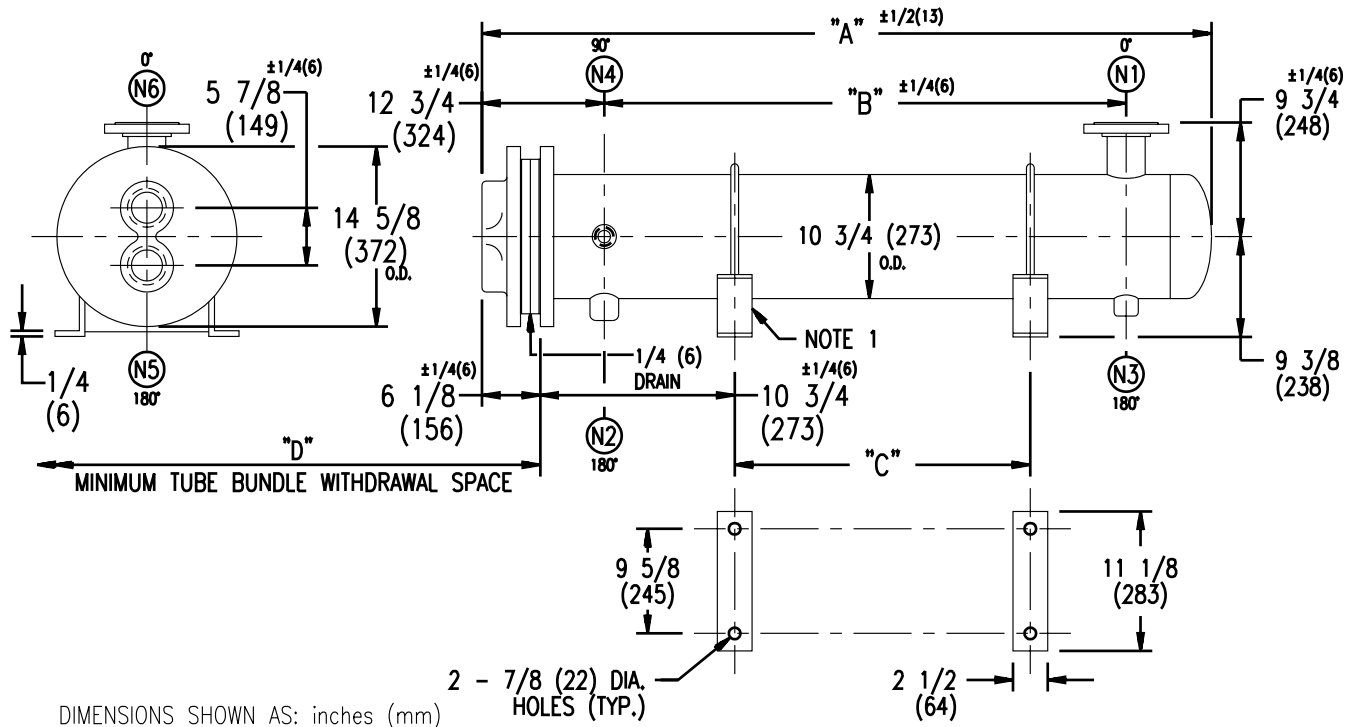 "A" ±1/2(13)
0°
N6
±1/4(6)
5 7/8
(149)
±1/4(6)
12 3/4
(324)
90°
N4
"B" ±1/4(6)
0°
N1
±1/4(6)
9 3/4
(248)
14 5/8
(372)
O.D.
10 3/4 (273)
O.D.
NOTE 1
1/4
(6)
N5
180°
±1/4(6)
6 1/8
(156)
1/4 (6)
DRAIN
N2
180°
±1/4(6)
10 3/4
(273)
N3
180°
9 3/8
(238)
"D"
MINIMUM TUBE BUNDLE WITHDRAWAL SPACE
"C"
9 5/8
(245)
11 1/8
(283)
2 - 7/8 (22) DIA.
HOLES (TYP.)
2 1/2
(64)
DIMENSIONS SHOWN AS: inches (mm)